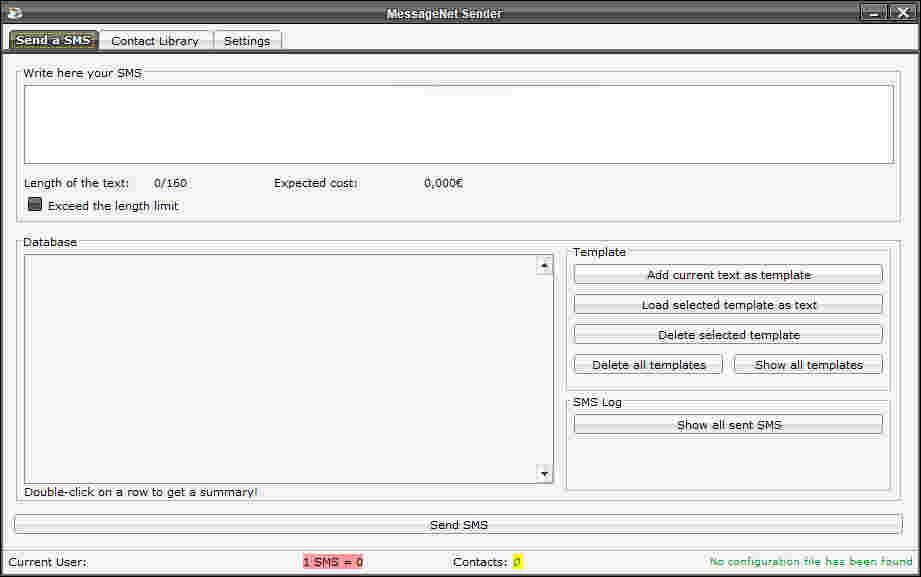 MessageNet Sender
Send a SMS Contact Library Settings
Write here your SMS
Length of the text: 0/160 Expected cost: 0,000€
Exceed the length limit
Database
Template
Add current text as template
Load selected template as text
Delete selected template
Delete all templates Show all templates
SMS Log
Show all sent SMS
Double-click on a row to get a summary!
Send SMS
Current User: 1 SMS = 0 Contacts: 0 No configuration file has been found